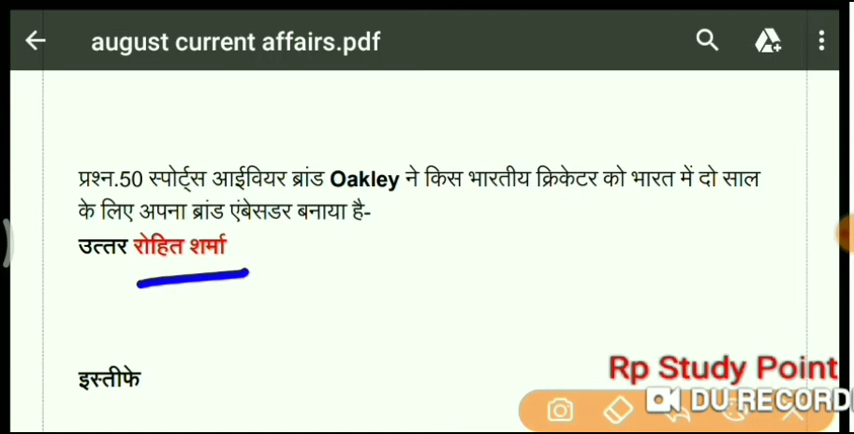 august current affairs.pdf
प्रश्न.50 स्पोर्ट्स आईवियर ब्रांड Oakley ने किस भारतीय क्रिकेटर को भारत में दो साल
के लिए अपना ब्रांड एंबेसडर बनाया है-
उत्तर रोहित शर्मा
इस्तीफे
Rp Study Point
DU RECORD